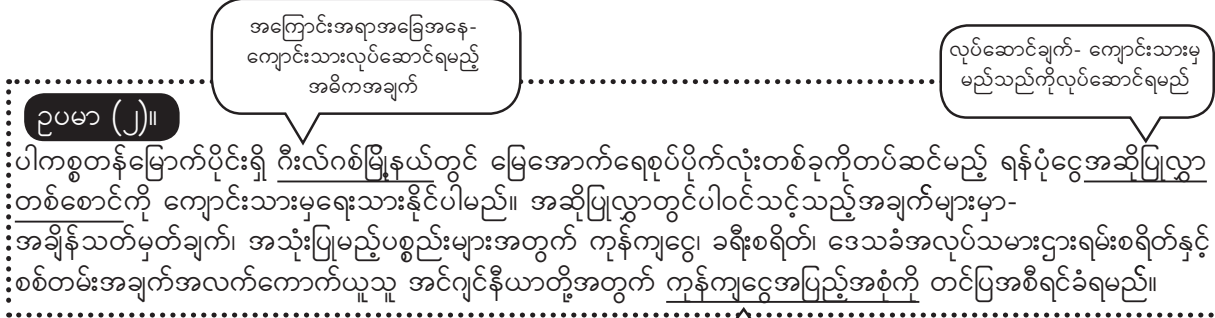 အကြောင်းအရာအခြေအနေ-
ကျောင်းသားလုပ်ဆောင်ရမည့်
အဓိကအချက်
လုပ်ဆောင်ချက်- ကျောင်းသားမှ
မည်သည်ကိုလုပ်ဆောင်ရမည်
ဥပမာ (၂)။
ပါကစ္စတန်မြောက်ပိုင်းရှိ ဂီးလ်ဂစ်မြို့နယ်တွင် မြေအောက်ရေစုပ်ပိုက်လုံးတစ်ခုကိုတပ်ဆင်မည့် ရန်ပုံငွေအဆိုပြုလွှာ
တစ်စောင်ကို ကျောင်းသားမှရေးသားနိုင်ပါမည်။ အဆိုပြုလွှာတွင်ပါဝင်သင့်သည့်အချက်များမှာ-
အချိန်သတ်မှတ်ချက်၊ အသုံးပြုမည့်ပစ္စည်းများအတွက် ကုန်ကျငွေ၊ ခရီးစရိတ်၊ ဒေသခံအလုပ်သမားငှားရမ်းစရိတ်နှင့်
စစ်တမ်းအချက်အလက်ကောက်ယူသူ အင်ဂျင်နီယာတို့အတွက် ကုန်ကျငွေအပြည့်အစုံကို တင်ပြအစီရင်ခံရမည်။